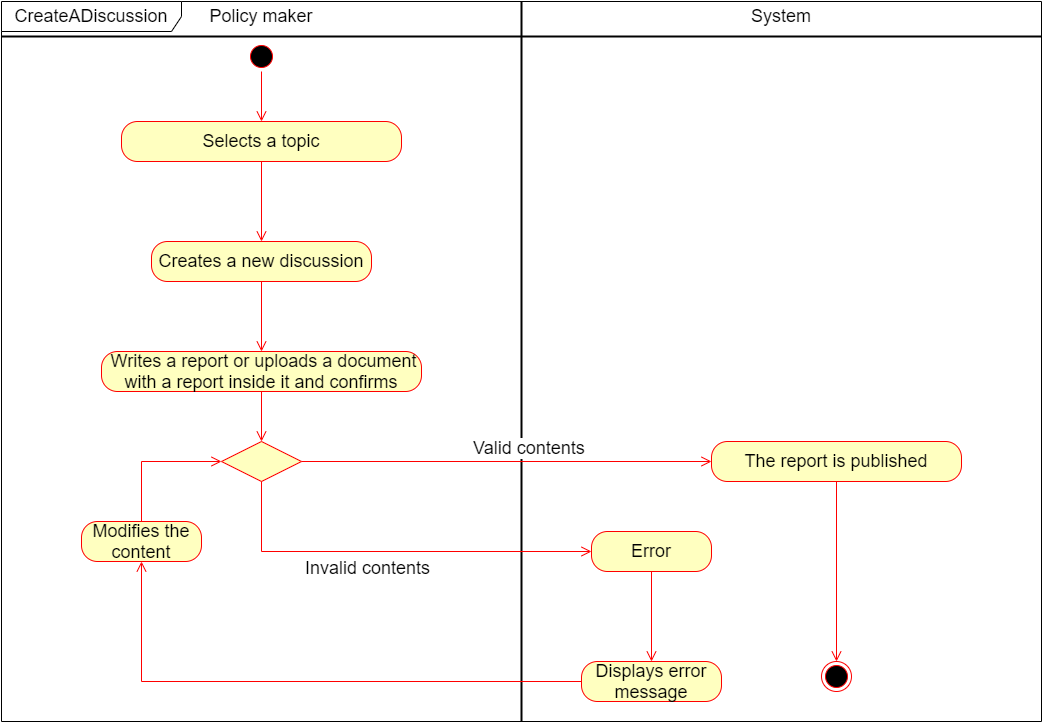 CreateADiscussion
Policy maker
System
Selects a topic
Creates a new discussion
Writes a report or uploads a document
with a report inside it and confirms
Valid contents
The report is published
Modifies the
content
Error
Invalid contents
Displays error
message